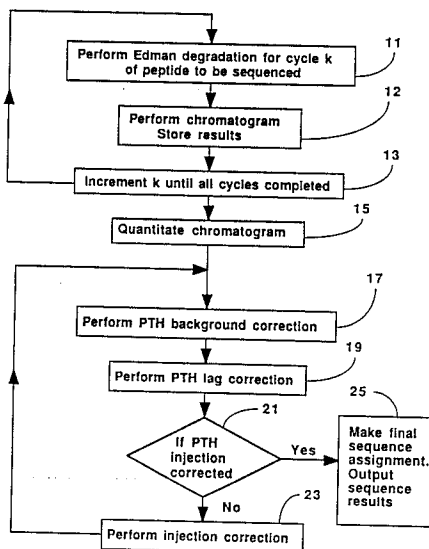 11
Perform Edman degradation for cycle k
of peptide to be sequenced
12
Perform chromatogram
Store results
13
Increment k until all cycles completed
15
Quantitate chromatogram
17
Perform PTH background correction
19
Perform PTH lag correction
21
If PTH
injection
corrected
Yes
25
Make final
sequence
assignment.
Output
sequence
results
No
23
Perform injection correction